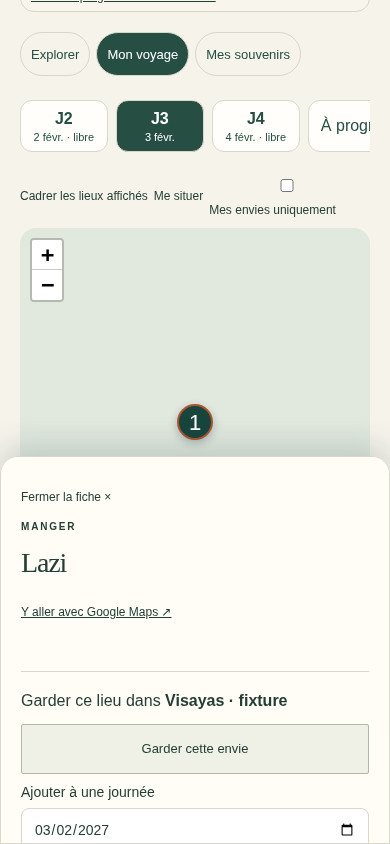 Explorer
Mon voyage
Mes souvenirs
J2
2 févr. · libre
J3
3 févr.
J4
4 févr. · libre
À progr
Cadrer les lieux affichés
Me situer
Mes envies uniquement
+
−
1
Fermer la fiche ×
MANGER
Lazi
Y aller avec Google Maps ↗
Garder ce lieu dans Visayas · fixture
Garder cette envie
Ajouter à une journée
03/02/2027